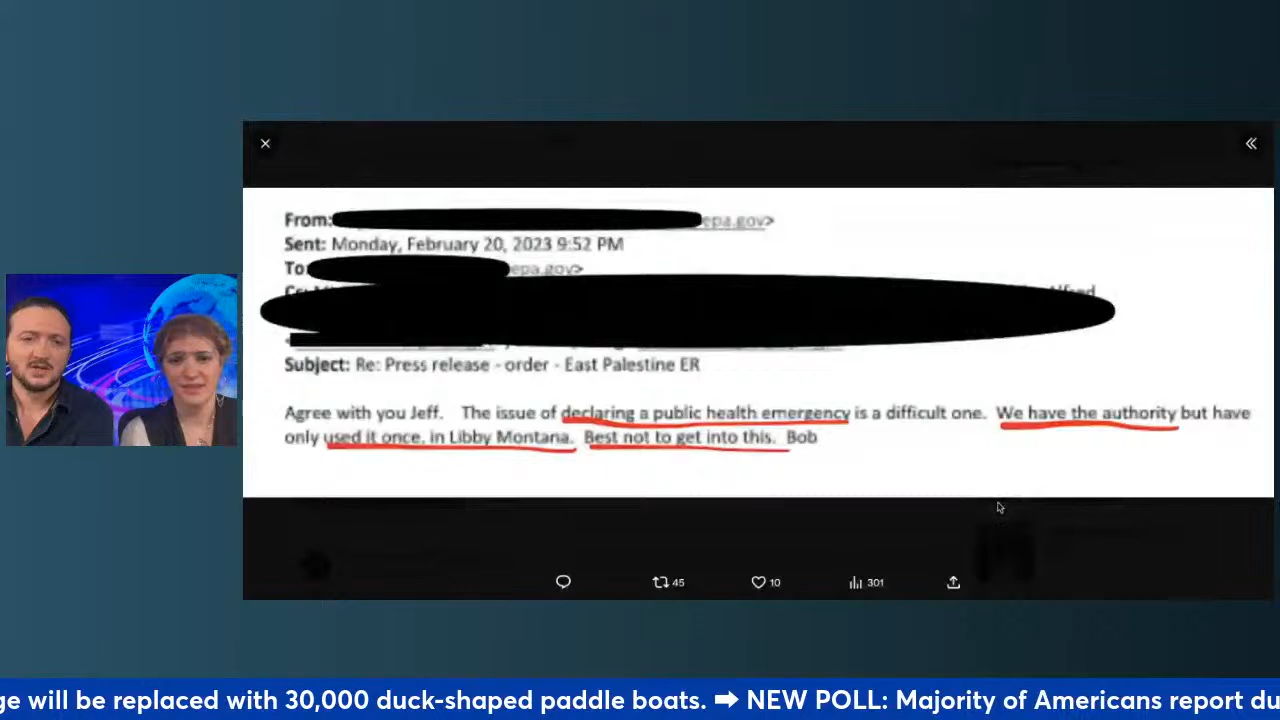 From: epa.gov>
Sent: Monday, February 20, 2023 9:52 PM
To: epa.gov>
Subject: Re: Press release - order - East Palestine ER
Agree with you Jeff. The issue of declaring a public health emergency is a difficult one. We have the authority but have
only used it once, in Libby Montana. Best not to get into this. Bob
45 10 301
ge will be replaced with 30,000 duck-shaped paddle boats. ➡ NEW POLL: Majority of Americans report du